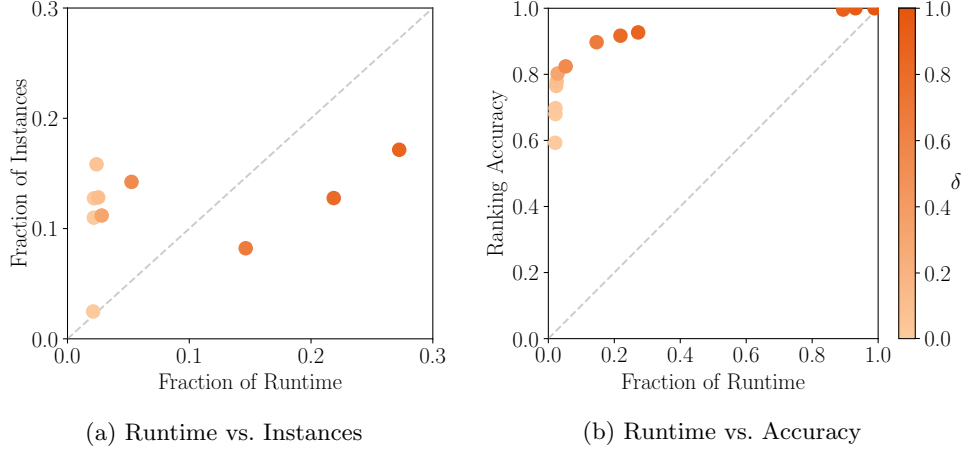 0.3
0.2
0.1
0.0
Fraction of Instances
0.0 0.1 0.2 0.3
Fraction of Runtime
(a) Runtime vs. Instances
1.0
0.8
0.6
0.4
0.2
0.0
Ranking Accuracy
0.0 0.2 0.4 0.6 0.8 1.0
Fraction of Runtime
(b) Runtime vs. Accuracy
1.0
0.8
0.6
0.4
0.2
0.0
δ